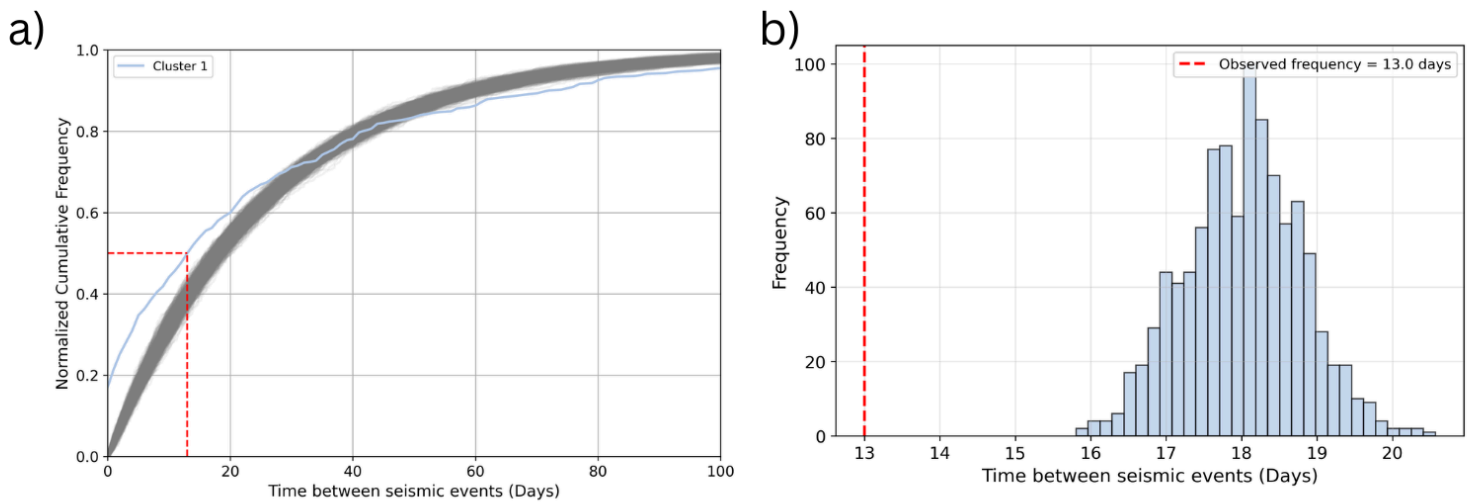 a)
Cluster 1
Normalized Cumulative Frequency
1.0
0.8
0.6
0.4
0.2
0.0
0 20 40 60 80 100
Time between seismic events (Days)
b)
Observed frequency = 13.0 days
Frequency
100
80
60
40
20
0
13 14 15 16 17 18 19 20
Time between seismic events (Days)